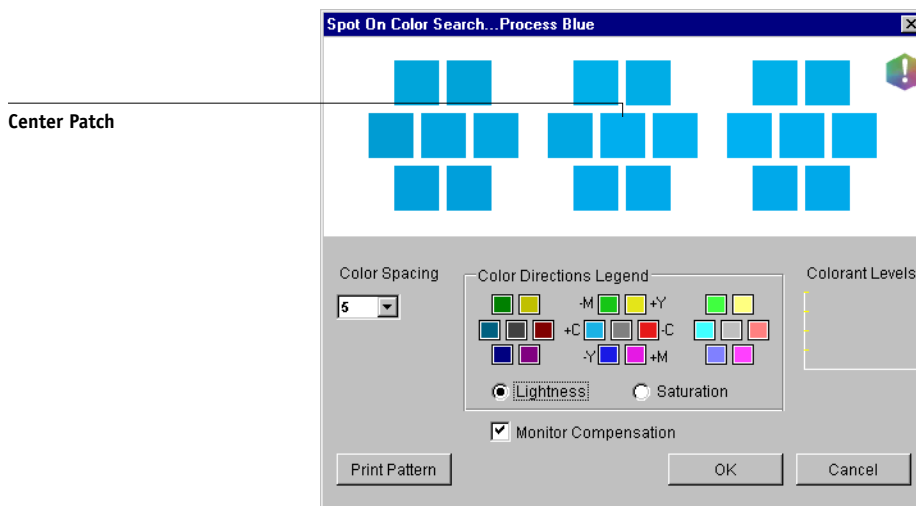 Spot On Color Search...Process Blue
Center Patch
Color Spacing
5
Color Directions Legend
-M +Y
+C -C
-Y +M
Lightness Saturation
Colorant Levels
Monitor Compensation
Print Pattern OK Cancel